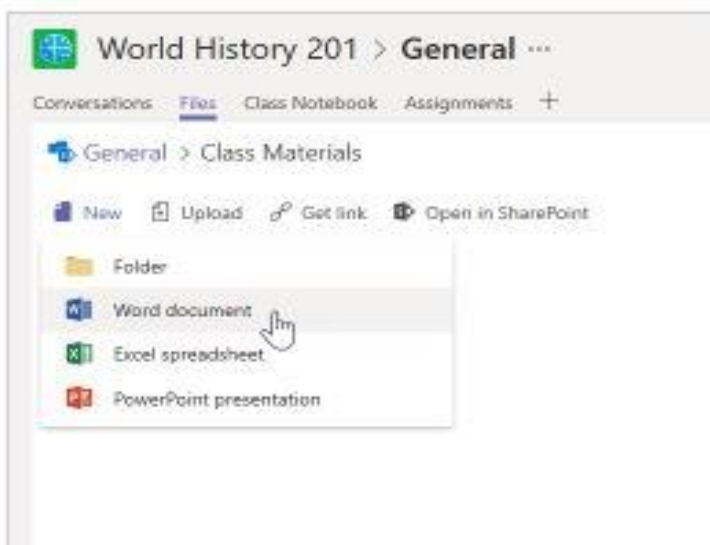 World History 201 > General ...
Conversations Files Class Notebook Assignments +
General > Class Materials
New Upload Get link Open in SharePoint
Folder
Word document
Excel spreadsheet
PowerPoint presentation